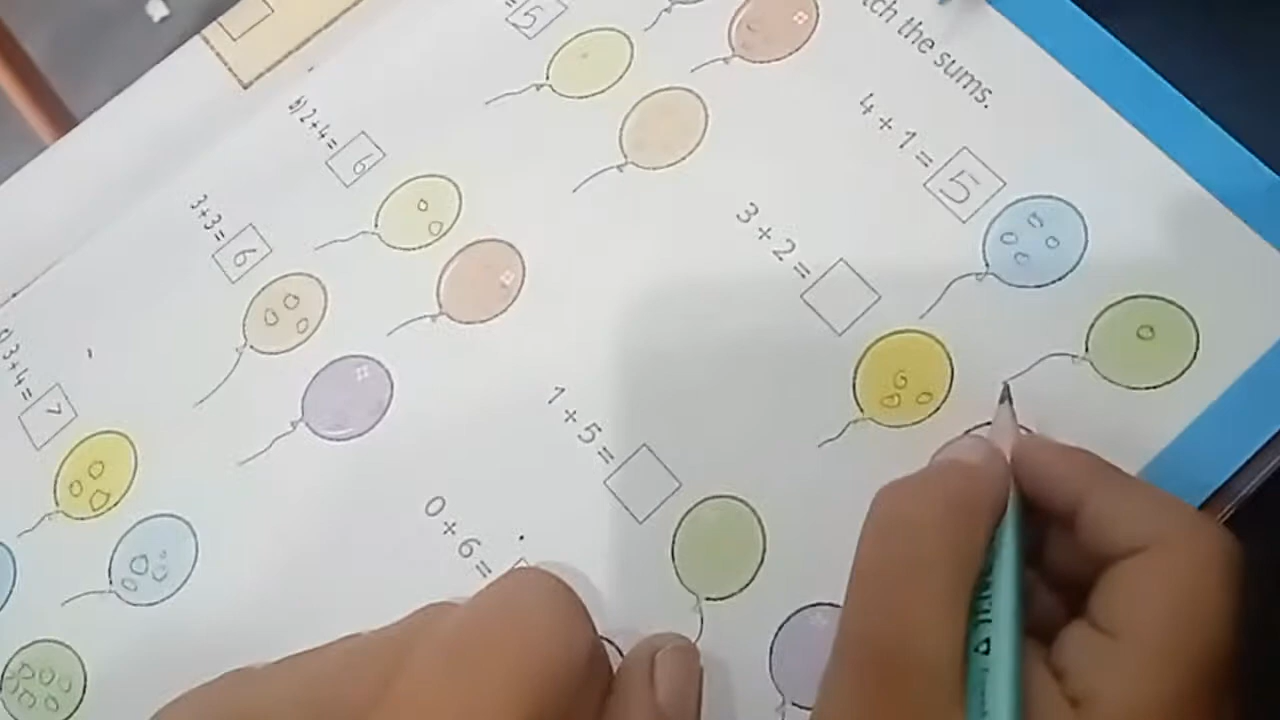 tch the sums.
4 + 1 = 5
3 + 2 =
1 + 5 =
0 + 6 =
= 5
b) 2+4= 6
3+3= 6
3+4= 7